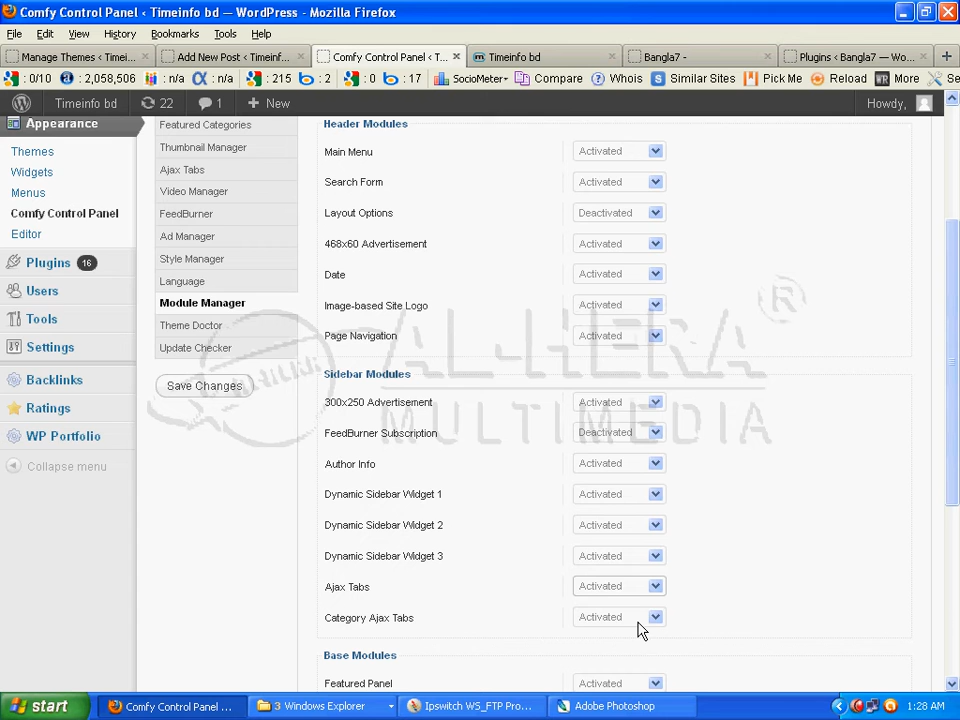 Comfy Control Panel ‹ Timeinfo bd — WordPress - Mozilla Firefox
File Edit View History Bookmarks Tools Help
Manage Themes ‹ Timei... Add New Post ‹ Timeinf... Comfy Control Panel ‹ T... Timeinfo bd Bangla7 - Plugins ‹ Bangla7 — Wo...
: 0/10 : 2,058,506 : n/a : n/a : 215 : 2 : 0 : 17 SocioMeter Compare Whois Similar Sites Pick Me Reload More Se
Timeinfo bd 22 1 + New Howdy,
Appearance
Themes
Widgets
Menus
Comfy Control Panel
Editor
Plugins 16
Users
Tools
Settings
Backlinks
Ratings
WP Portfolio
Collapse menu
Featured Categories
Thumbnail Manager
Ajax Tabs
Video Manager
FeedBurner
Ad Manager
Style Manager
Language
Module Manager
Theme Doctor
Update Checker
Save Changes
Header Modules
Main Menu Activated
Search Form Activated
Layout Options Deactivated
468x60 Advertisement Activated
Date Activated
Image-based Site Logo Activated
Page Navigation Activated
Sidebar Modules
300x250 Advertisement Activated
FeedBurner Subscription Deactivated
Author Info Activated
Dynamic Sidebar Widget 1 Activated
Dynamic Sidebar Widget 2 Activated
Dynamic Sidebar Widget 3 Activated
Ajax Tabs Activated
Category Ajax Tabs Activated
Base Modules
Featured Panel Activated
AL-HERA ®
MULTIMEDIA
start Comfy Control Panel ... 3 Windows Explorer Ipswitch WS_FTP Pro... Adobe Photoshop 1:28 AM